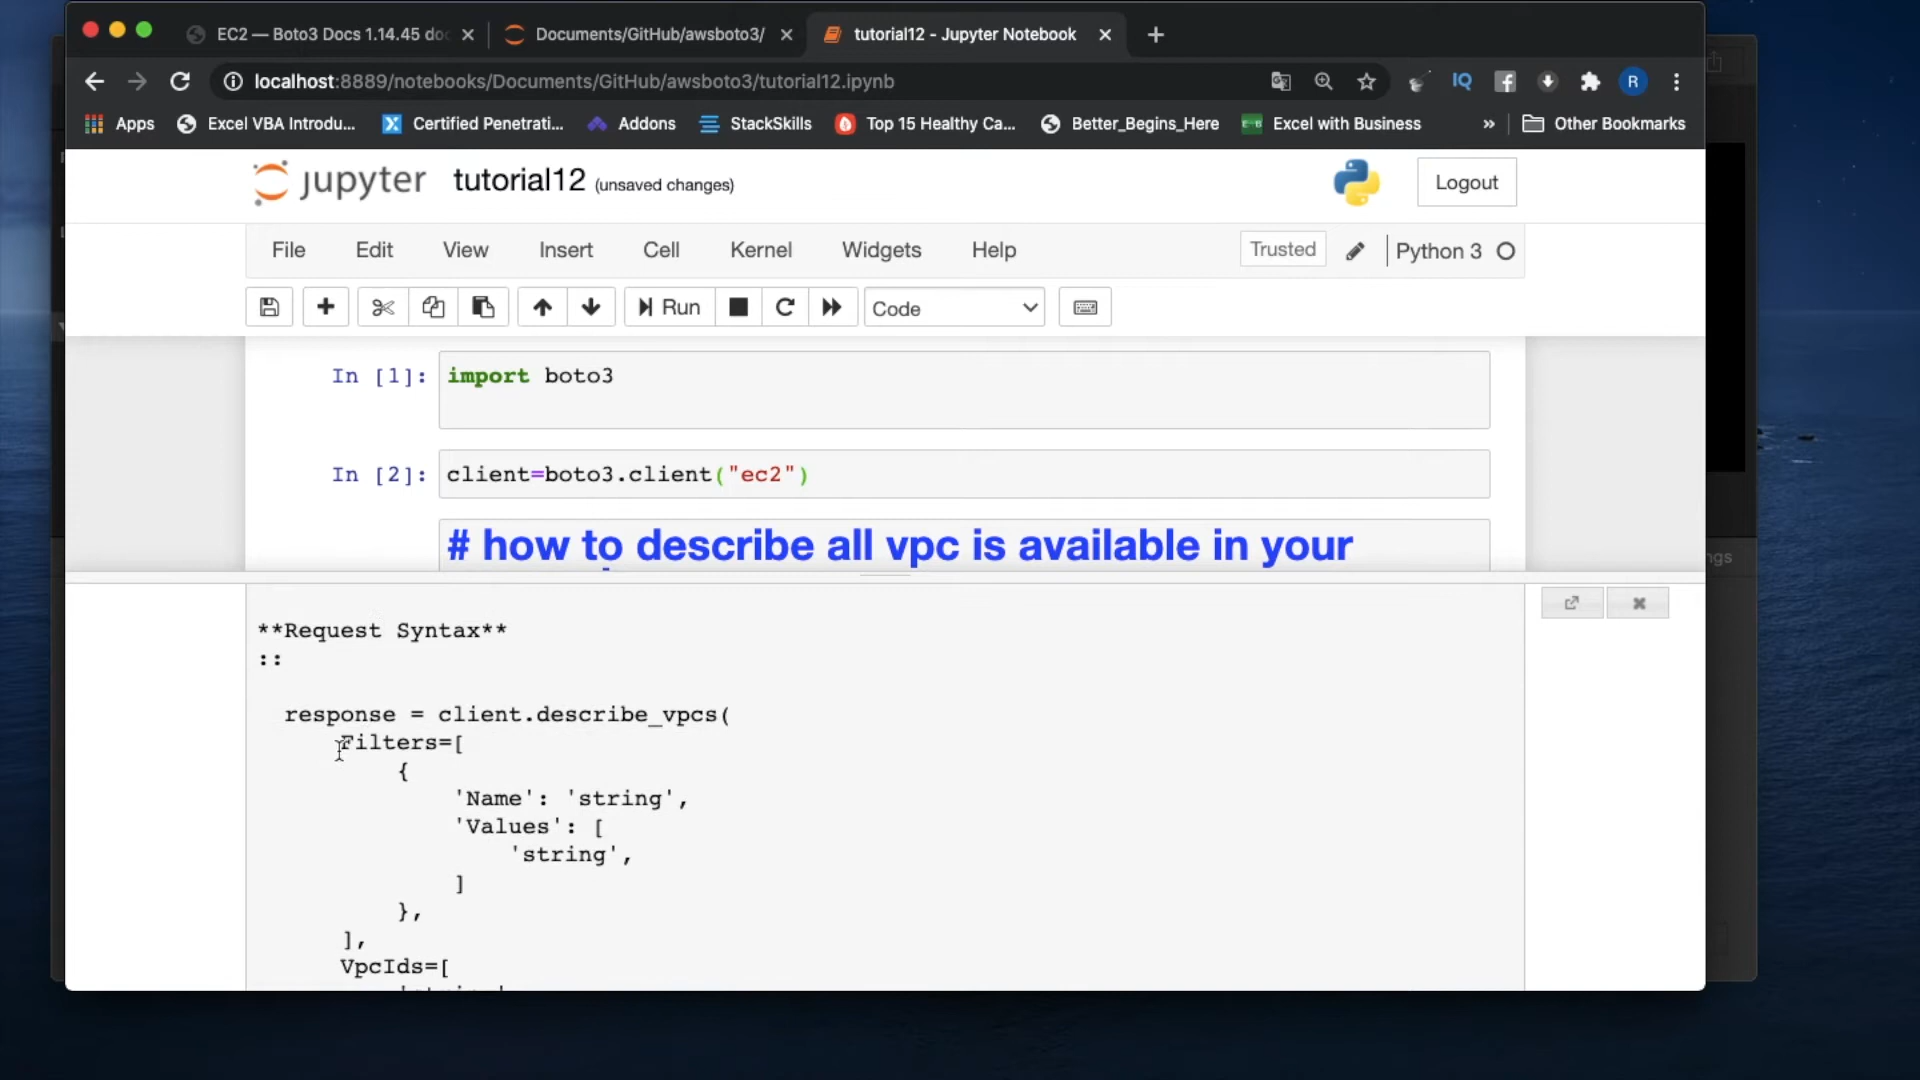 EC2 — Boto3 Docs 1.14.45 doc
Documents/GitHub/awsboto3/
tutorial12 - Jupyter Notebook
localhost:8889/notebooks/Documents/GitHub/awsboto3/tutorial12.ipynb
IQ
R
Apps
Excel VBA Introdu...
Certified Penetrati...
Addons
StackSkills
Top 15 Healthy Ca...
Better_Begins_Here
Excel with Business
»
Other Bookmarks
jupyter
tutorial12 (unsaved changes)
Logout
File Edit View Insert Cell Kernel Widgets Help
Trusted
Python 3
Run
Code
In [1]: import boto3
In [2]: client=boto3.client("ec2")
# how to describe all vpc is available in your
**Request Syntax**
::
response = client.describe_vpcs(
Filters=[
{
'Name': 'string',
'Values': [
'string',
]
},
],
VpcIds=[
ngs